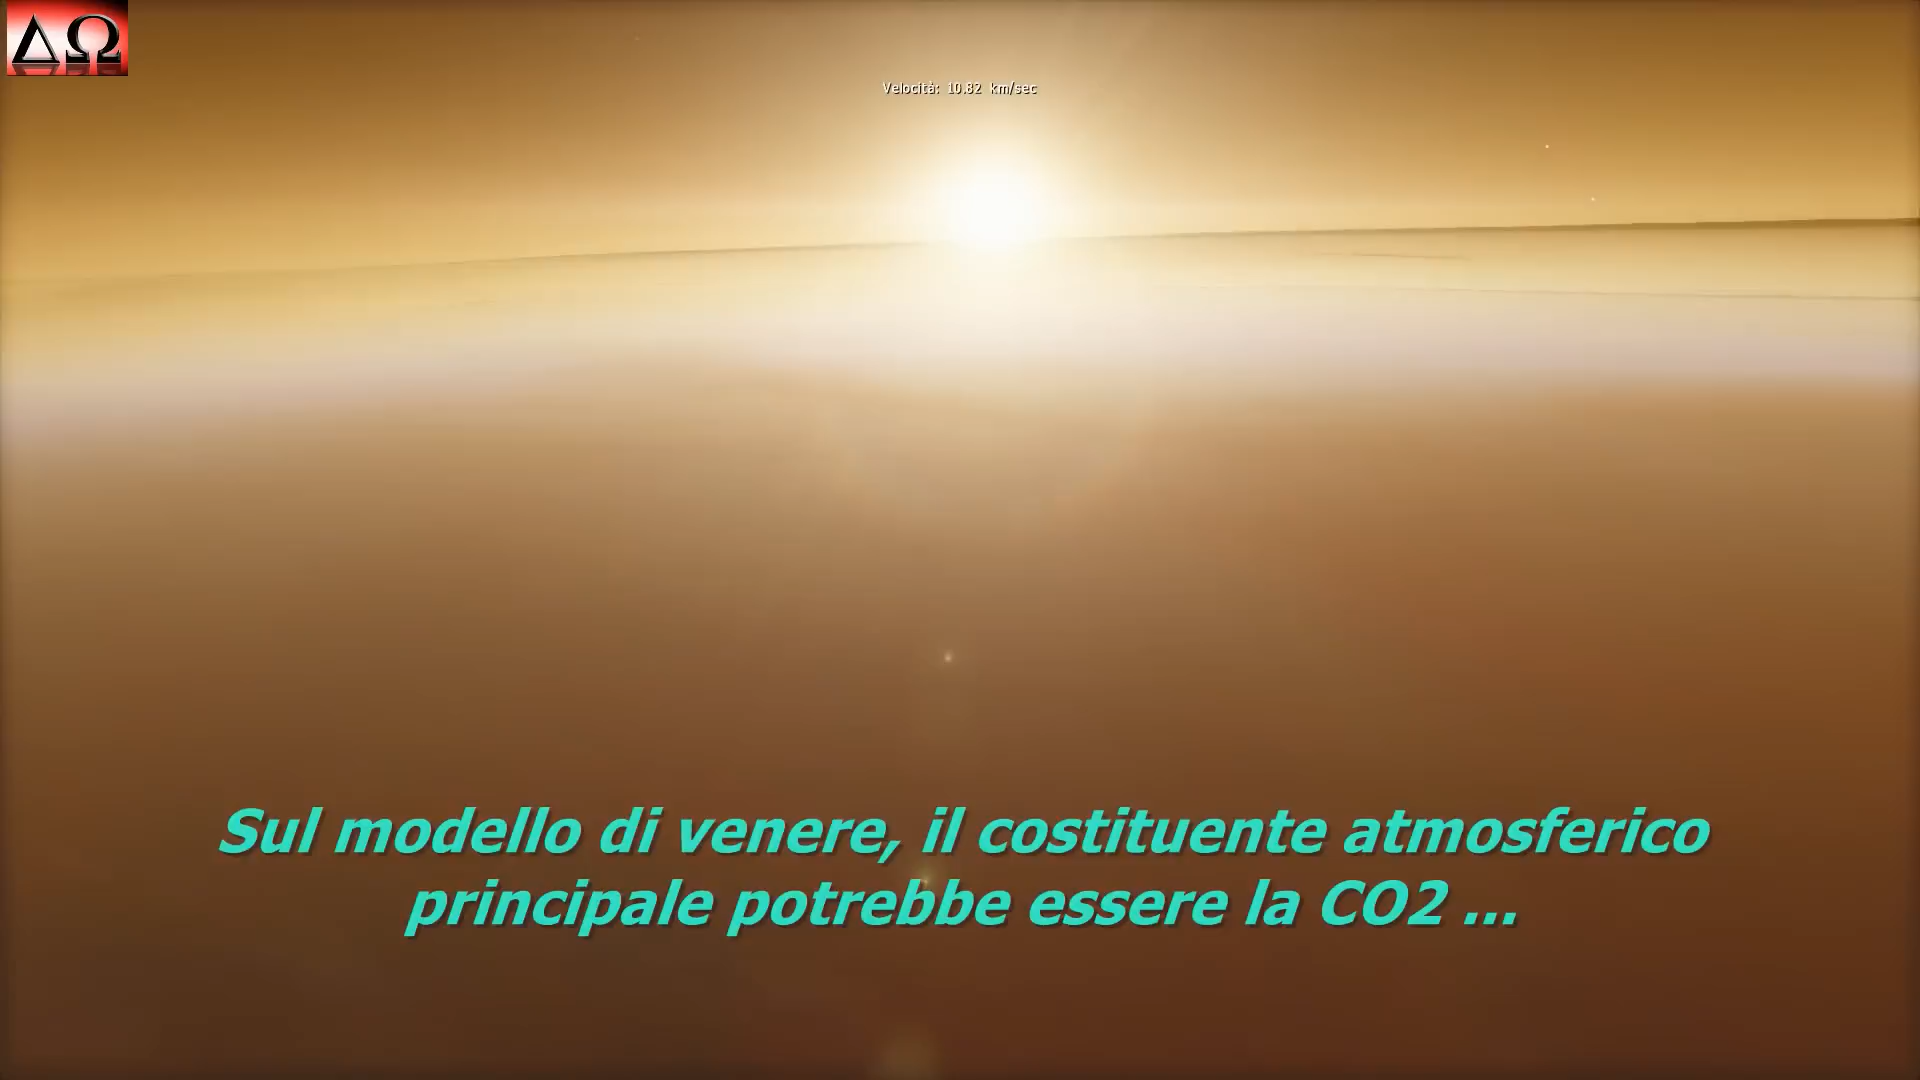 ΔΩ
Velocità: 10.82 km/sec
Sul modello di venere, il costituente atmosferico
principale potrebbe essere la CO2 ...